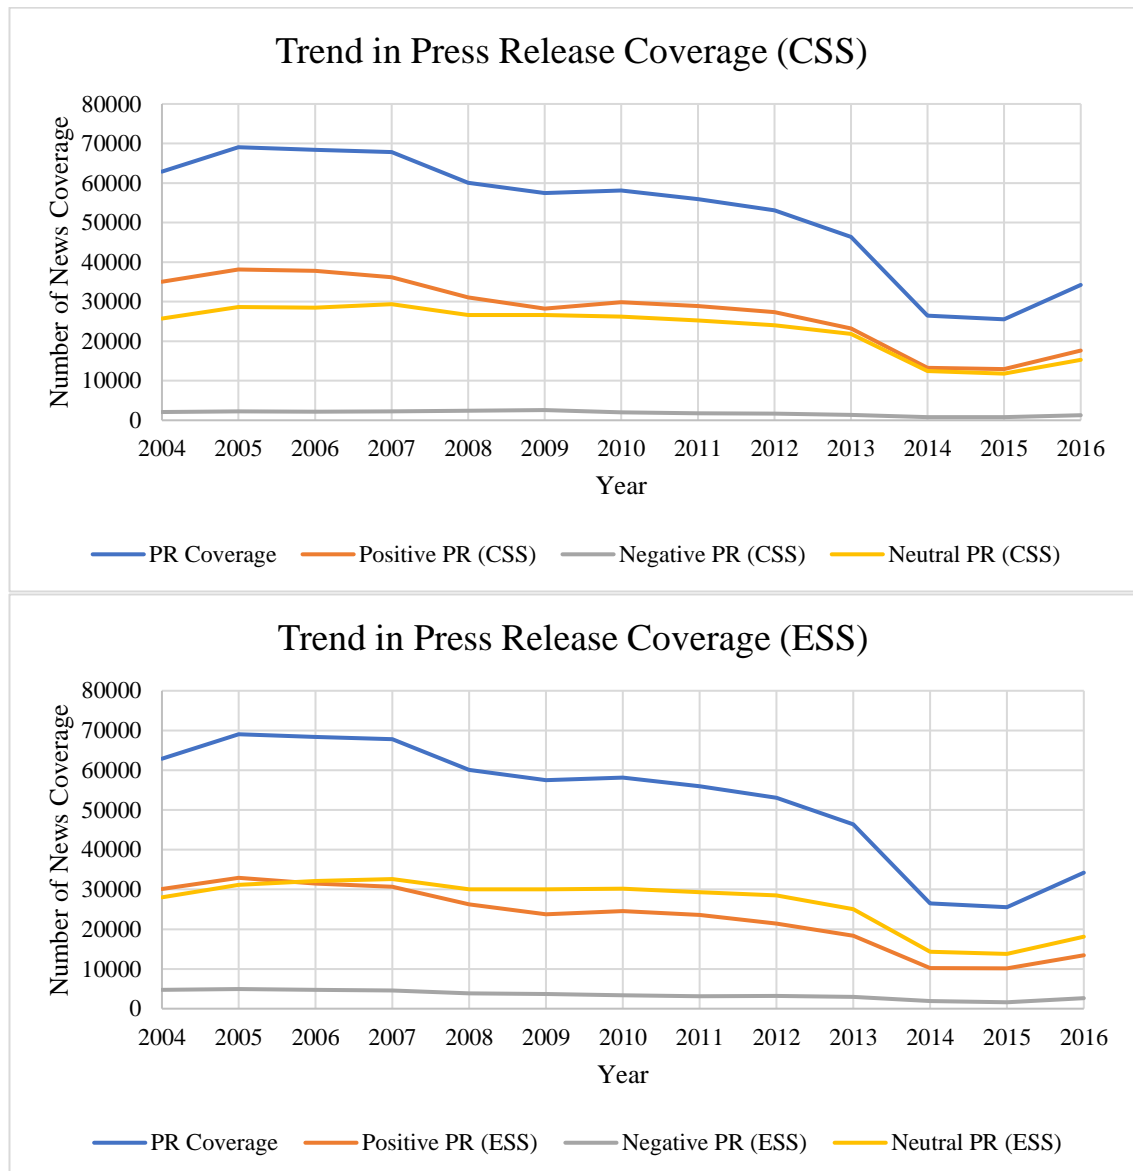 Trend in Press Release Coverage (CSS)
Number of News Coverage
80000
70000
60000
50000
40000
30000
20000
10000
0
2004 2005 2006 2007 2008 2009 2010 2011 2012 2013 2014 2015 2016
Year
PR Coverage Positive PR (CSS) Negative PR (CSS) Neutral PR (CSS)
Trend in Press Release Coverage (ESS)
Number of News Coverage
80000
70000
60000
50000
40000
30000
20000
10000
0
2004 2005 2006 2007 2008 2009 2010 2011 2012 2013 2014 2015 2016
Year
PR Coverage Positive PR (ESS) Negative PR (ESS) Neutral PR (ESS)